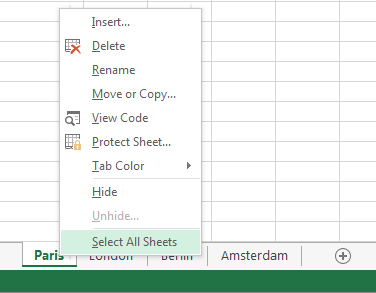 Insert...
Delete
Rename
Move or Copy...
View Code
Protect Sheet...
Tab Color
Hide
Unhide...
Select All Sheets
Paris London Berlin Amsterdam